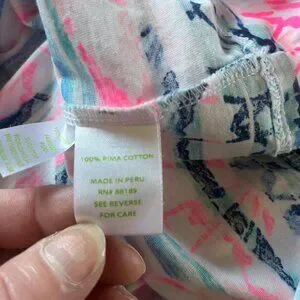 100% PIMA COTTON
MADE IN PERU
RN# 88189
SEE REVERSE
FOR CARE